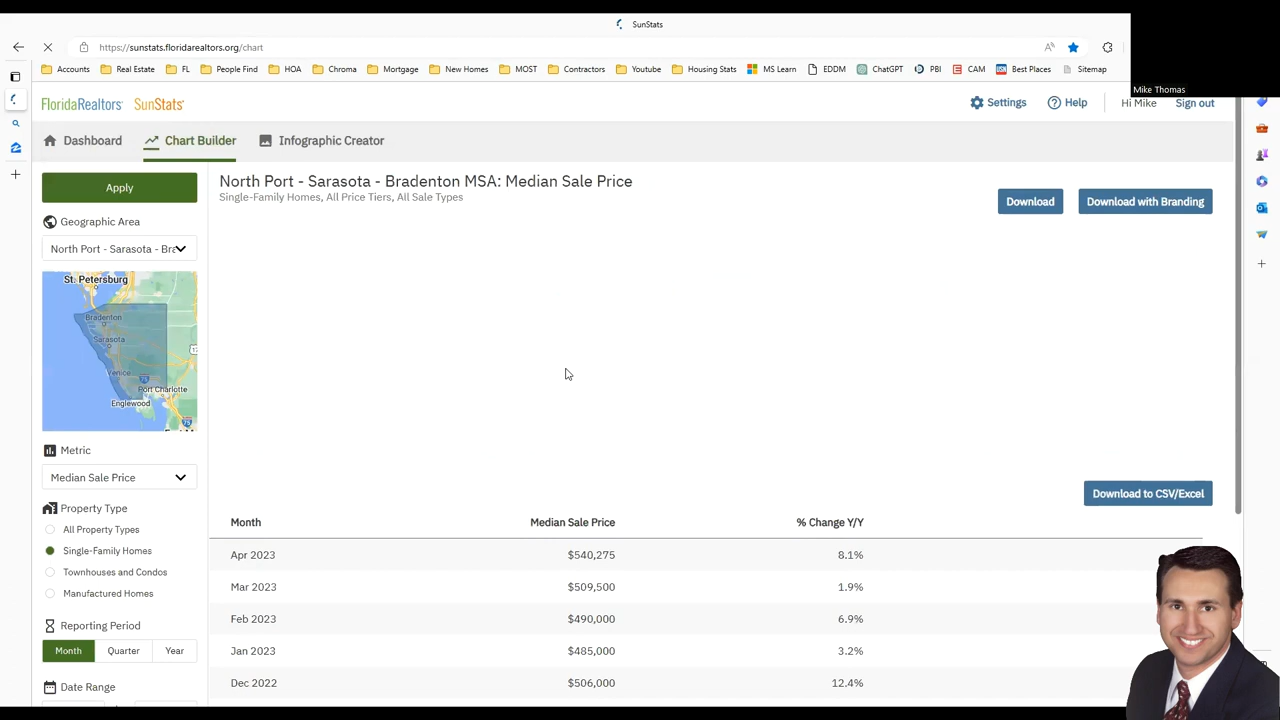 SunStats
https://sunstats.floridarealtors.org/chart
Accounts Real Estate FL People Find HOA Chroma Mortgage New Homes MOST Contractors Youtube Housing Stats MS Learn EDDM ChatGPT PBI CAM Best Places Sitemap
Mike Thomas
FloridaRealtors SunStats
Settings Help Hi Mike Sign out
Dashboard Chart Builder Infographic Creator
Apply
North Port - Sarasota - Bradenton MSA: Median Sale Price
Single-Family Homes, All Price Tiers, All Sale Types
Download Download with Branding
Geographic Area
North Port - Sarasota - Bra
St. Petersburg
Bradenton
Sarasota
Venice
Port Charlotte
Englewood
Metric
Median Sale Price
Property Type
All Property Types
Single-Family Homes
Townhouses and Condos
Manufactured Homes
Reporting Period
Month Quarter Year
Date Range
Download to CSV/Excel
Month Median Sale Price % Change Y/Y
Apr 2023 $540,275 8.1%
Mar 2023 $509,500 1.9%
Feb 2023 $490,000 6.9%
Jan 2023 $485,000 3.2%
Dec 2022 $506,000 12.4%